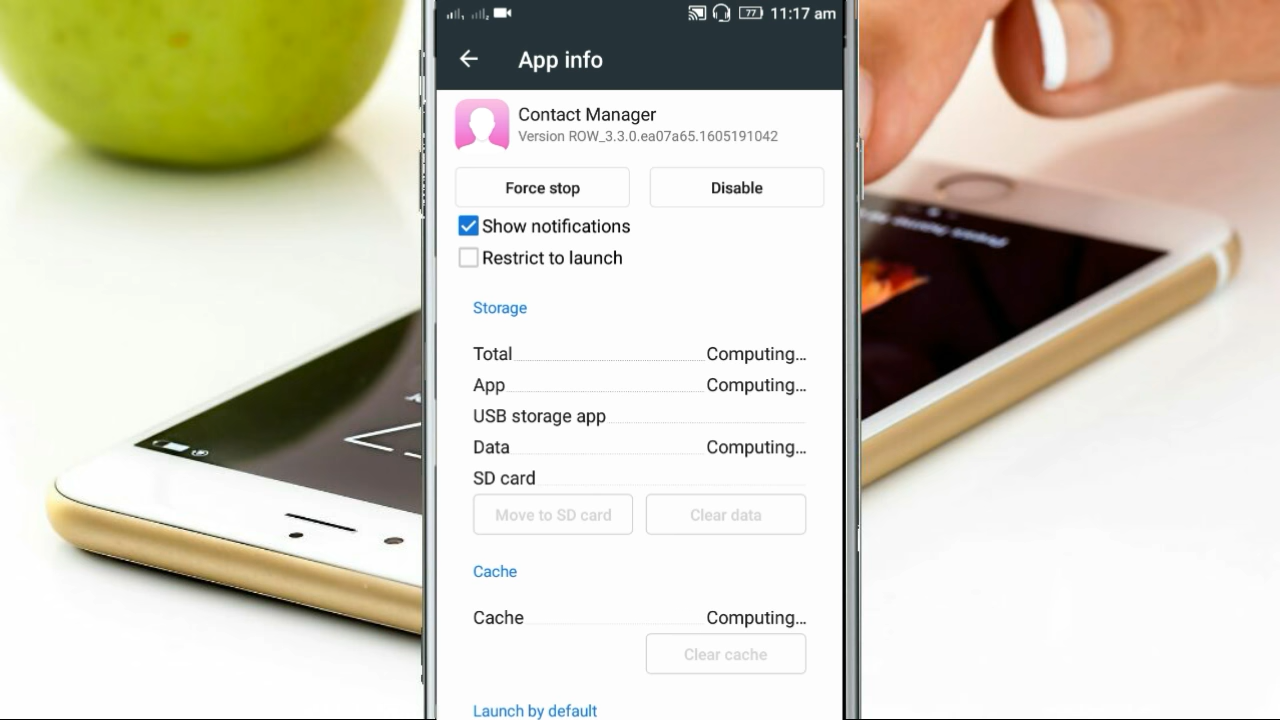 77 11:17 am
App info
Contact Manager
Version ROW_3.3.0.ea07a65.1605191042
Force stop Disable
Show notifications
Restrict to launch
Storage
Total Computing...
App Computing...
USB storage app
Data Computing...
SD card
Move to SD card Clear data
Cache
Cache Computing...
Clear cache
Launch by default